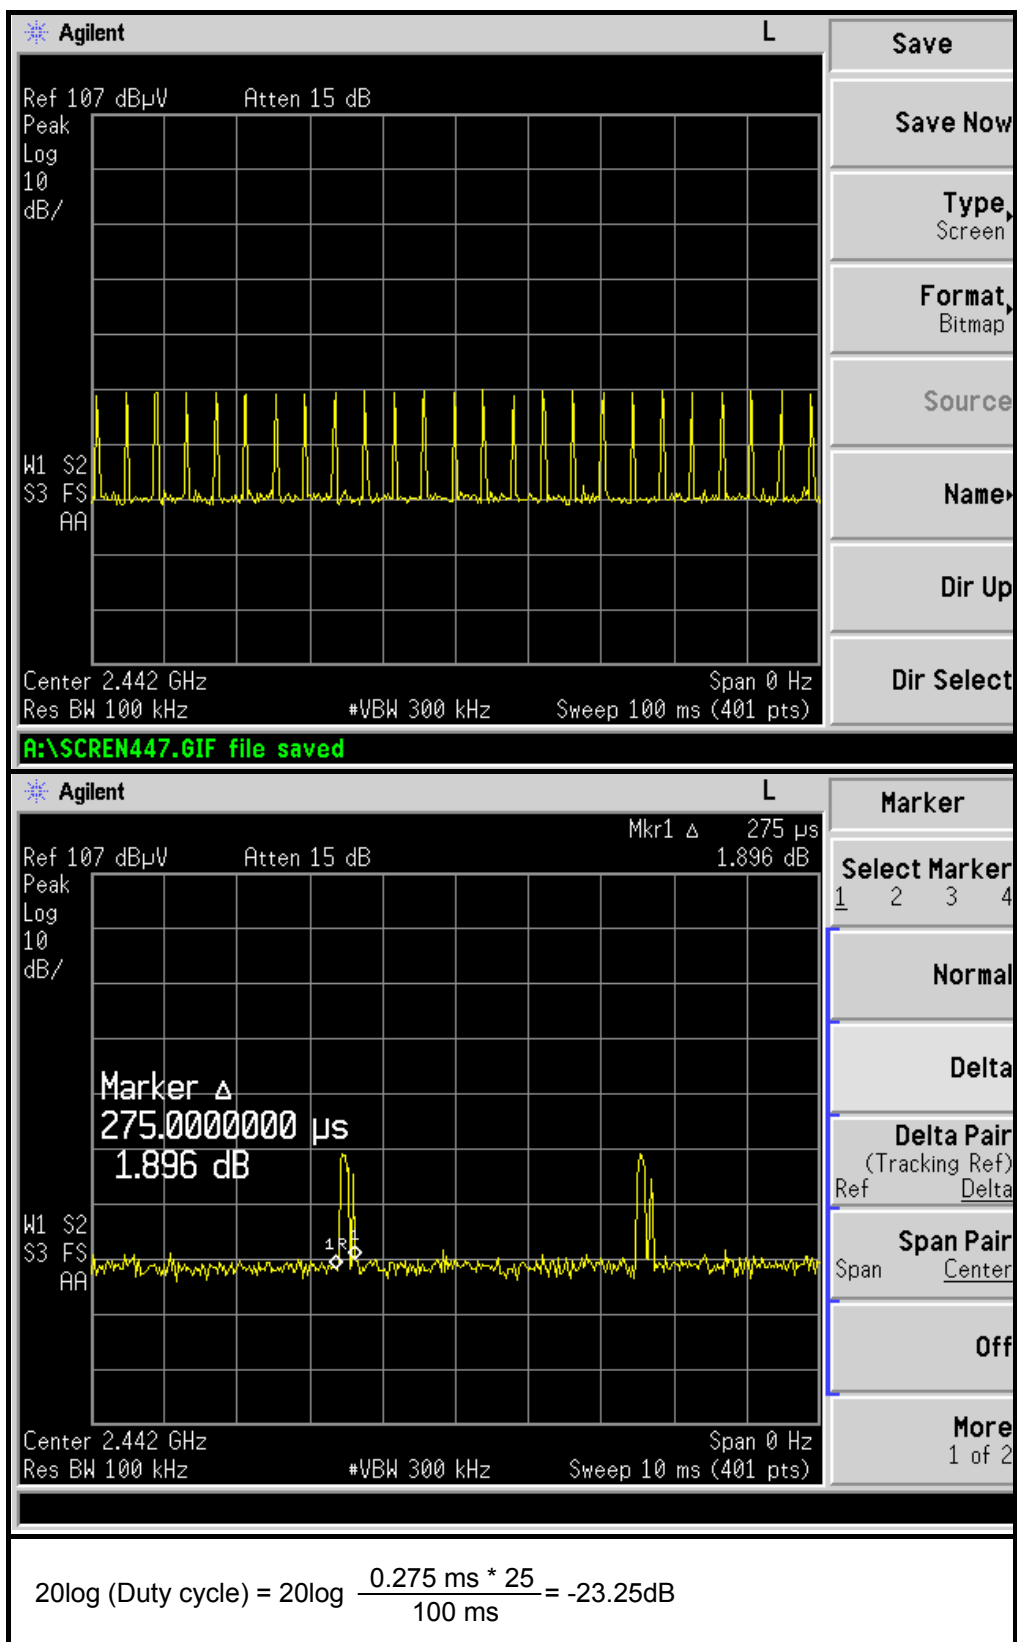 Agilent L
Save
Ref 107 dBµV Atten 15 dB
Peak
Log
10
dB/
Save Now
Type
Screen
Format
Bitmap
Source
W1 S2
S3 FS
AA
Name
Dir Up
Dir Select
Center 2.442 GHz Span 0 Hz
Res BW 100 kHz #VBW 300 kHz Sweep 100 ms (401 pts)
A:\SCREN447.GIF file saved
Agilent L
Marker
Mkr1 Δ 275 µs
Ref 107 dBµV Atten 15 dB 1.896 dB
Peak
Log
10
dB/
Select Marker
1 2 3 4
Normal
Delta
Marker Δ
275.0000000 µs
1.896 dB
Delta Pair
(Tracking Ref)
Ref Delta
1R
W1 S2
S3 FS
AA
Span Pair
Span Center
Off
More
1 of 2
Center 2.442 GHz Span 0 Hz
Res BW 100 kHz #VBW 300 kHz Sweep 10 ms (401 pts)
20log (Duty cycle) = 20log 0.275 ms * 25 = -23.25dB
100 ms